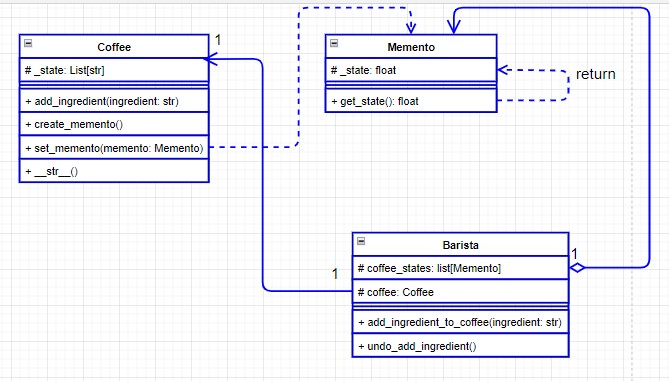 Coffee
# _state: List[str]
+ add_ingredient(ingredient: str)
+ create_memento()
+ set_memento(memento: Memento)
+ __str__()
1
Memento
# _state: float
+ get_state(): float
return
Barista
# coffee_states: list[Memento]
# coffee: Coffee
+ add_ingredient_to_coffee(ingredient: str)
+ undo_add_ingredient()
1
1